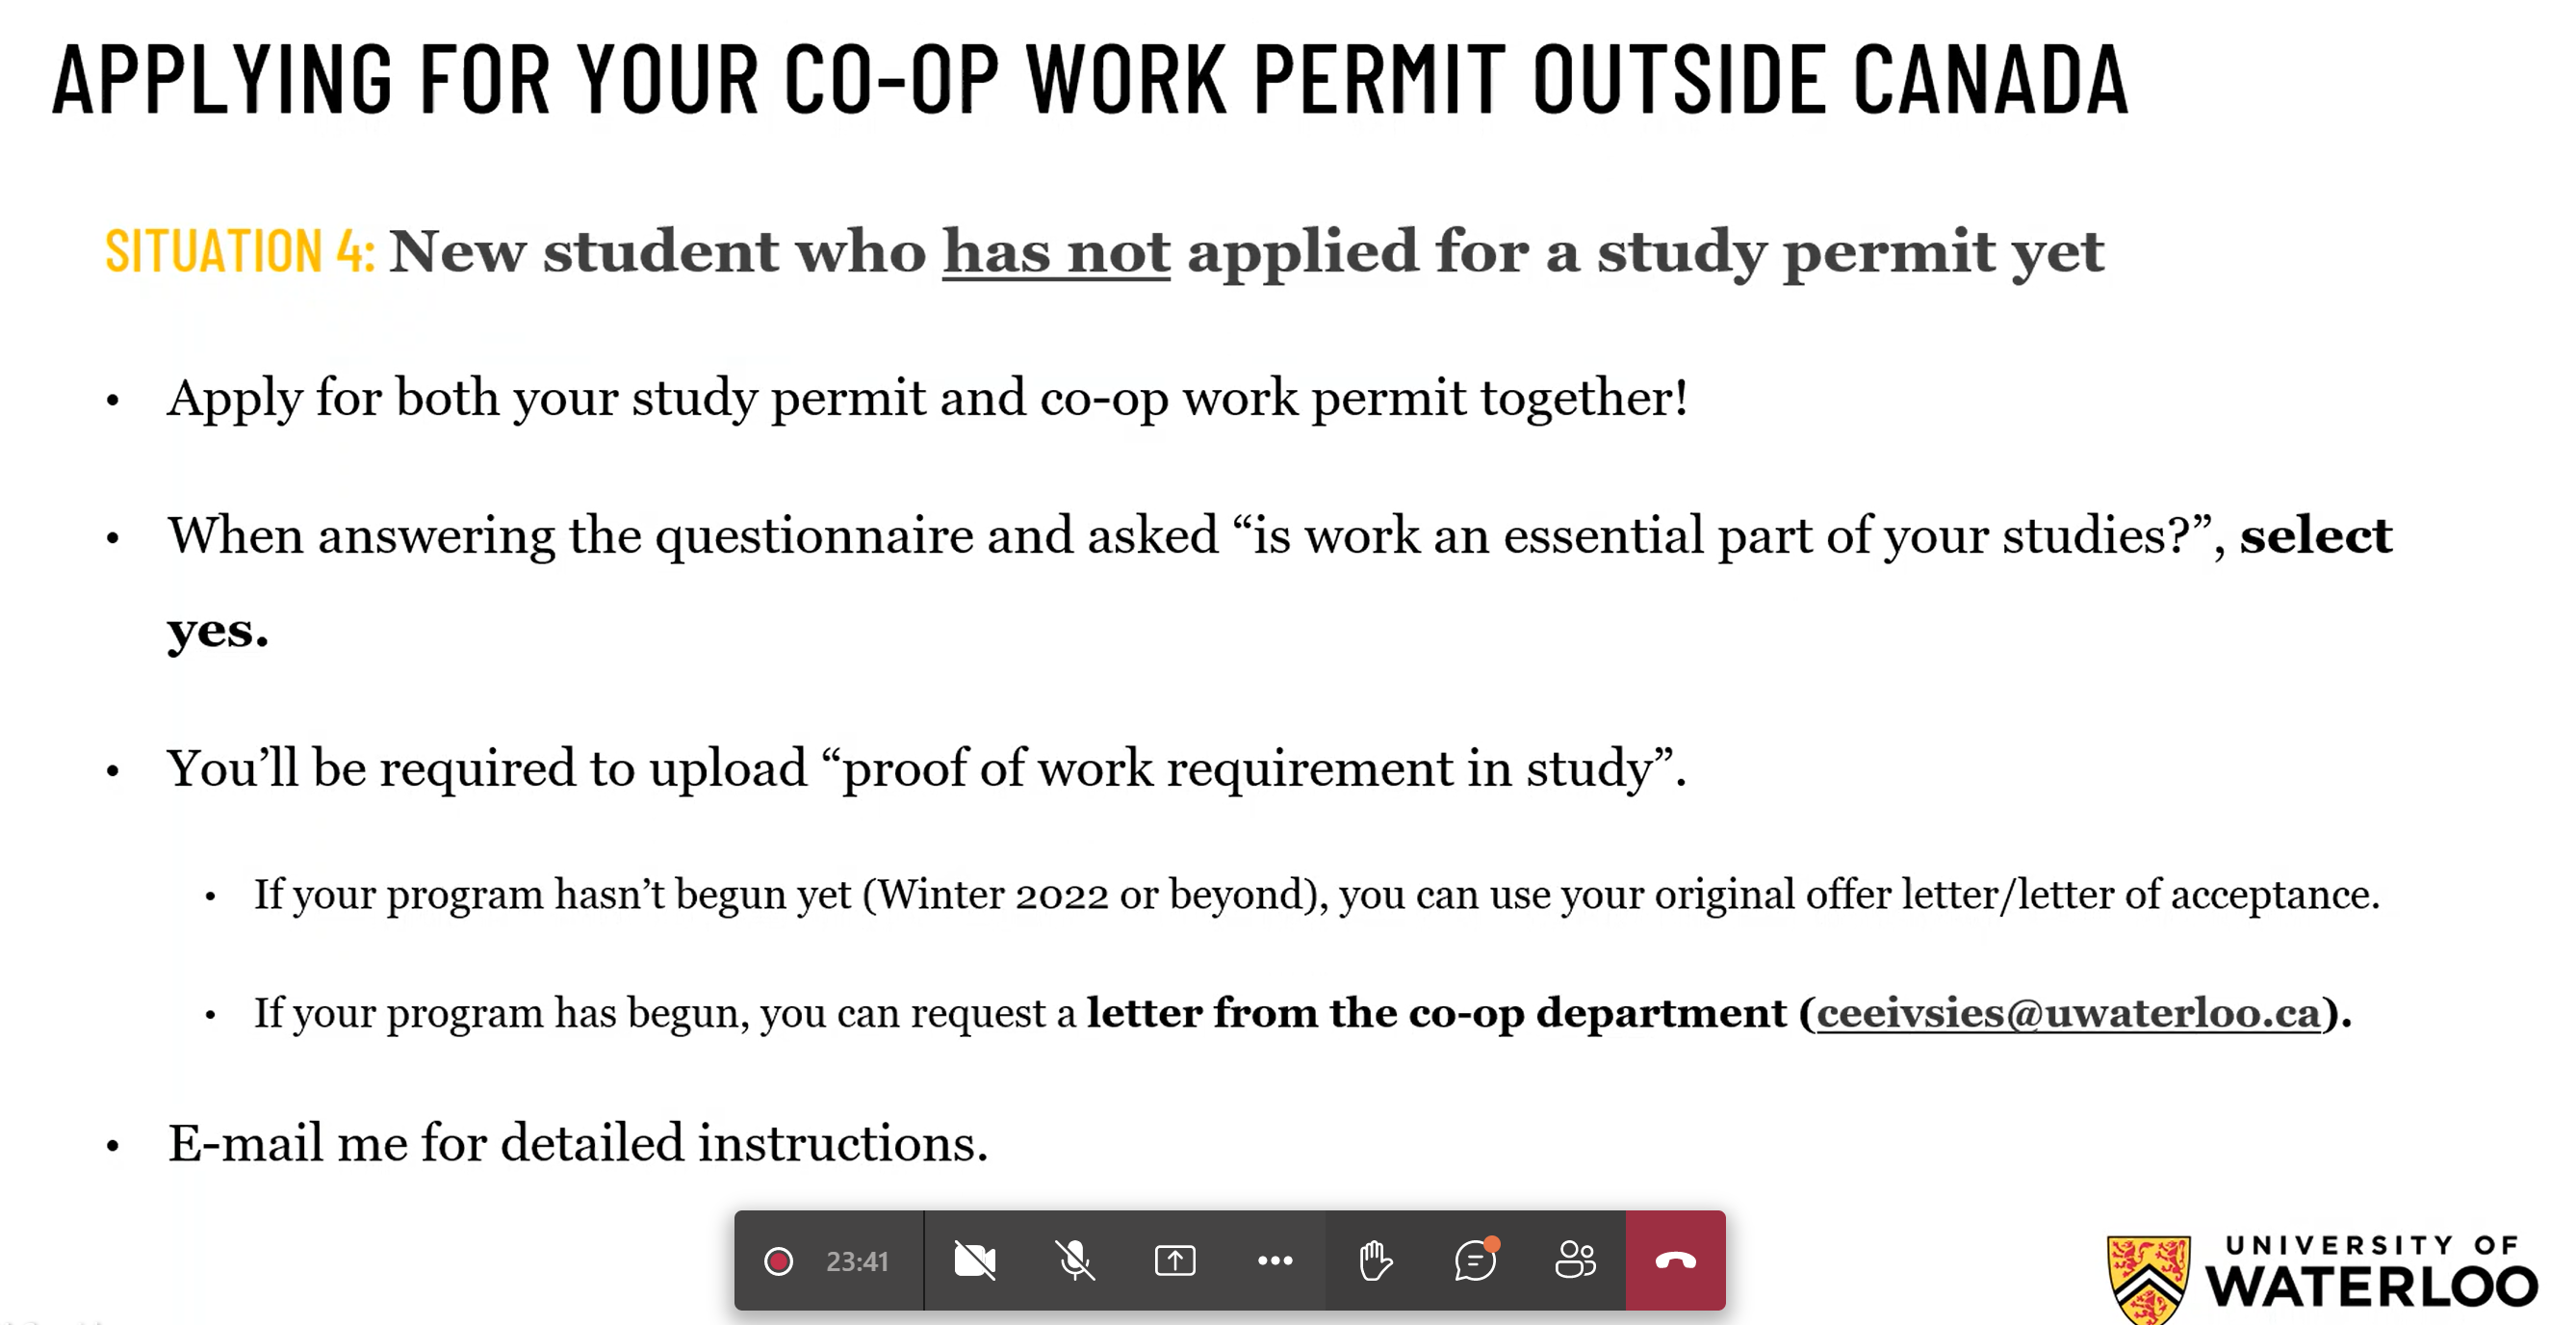 APPLYING FOR YOUR CO-OP WORK PERMIT OUTSIDE CANADA
SITUATION 4: New student who has not applied for a study permit yet
• Apply for both your study permit and co-op work permit together!
• When answering the questionnaire and asked “is work an essential part of your studies?”, select
yes.
• You’ll be required to upload “proof of work requirement in study”.
• If your program hasn’t begun yet (Winter 2022 or beyond), you can use your original offer letter/letter of acceptance.
• If your program has begun, you can request a letter from the co-op department (ceeivsies@uwaterloo.ca).
• E-mail me for detailed instructions.
23:41
UNIVERSITY OF
WATERLOO